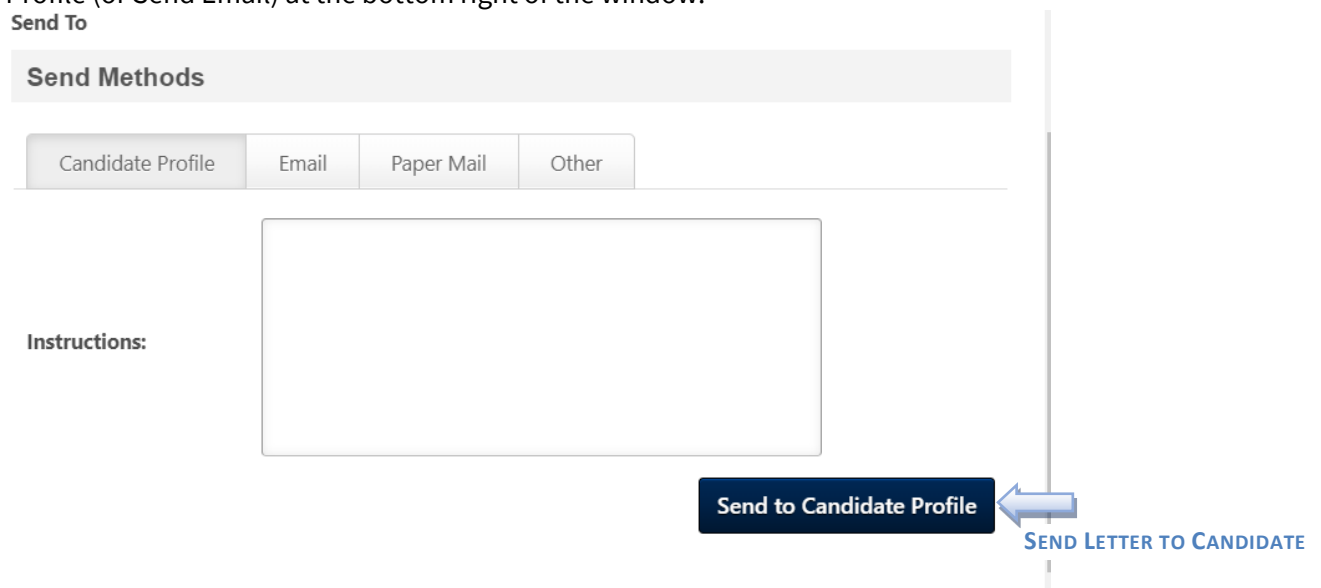 Profile (or Send Email) at the bottom right of the window.
Send To
Send Methods
Candidate Profile Email Paper Mail Other
Instructions:
Send to Candidate Profile
SEND LETTER TO CANDIDATE